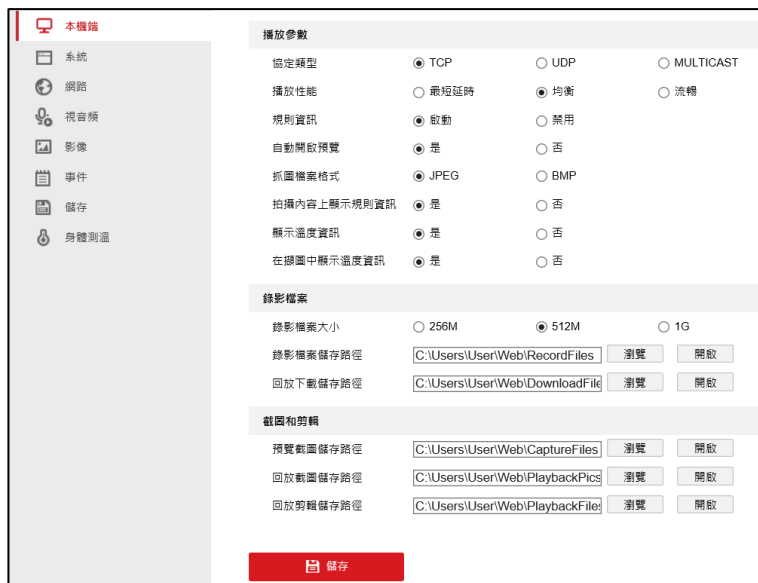 本機端
系統
網路
視音頻
影像
事件
儲存
身體測溫
播放參數
協定類型 TCP UDP MULTICAST
播放性能 最短延時 均衡 流暢
規則資訊 啟動 禁用
自動開啟預覽 是 否
抓圖檔案格式 JPEG BMP
拍攝內容上顯示規則資訊 是 否
顯示溫度資訊 是 否
在擷圖中顯示溫度資訊 是 否
錄影檔案
錄影檔案大小 256M 512M 1G
錄影檔案儲存路徑 C:\Users\User\Web\RecordFiles 瀏覽 開啟
回放下載儲存路徑 C:\Users\User\Web\DownloadFile 瀏覽 開啟
截圖和剪輯
預覽截圖儲存路徑 C:\Users\User\Web\CaptureFiles 瀏覽 開啟
回放截圖儲存路徑 C:\Users\User\Web\PlaybackPics 瀏覽 開啟
回放剪輯儲存路徑 C:\Users\User\Web\PlaybackFiles 瀏覽 開啟
儲存